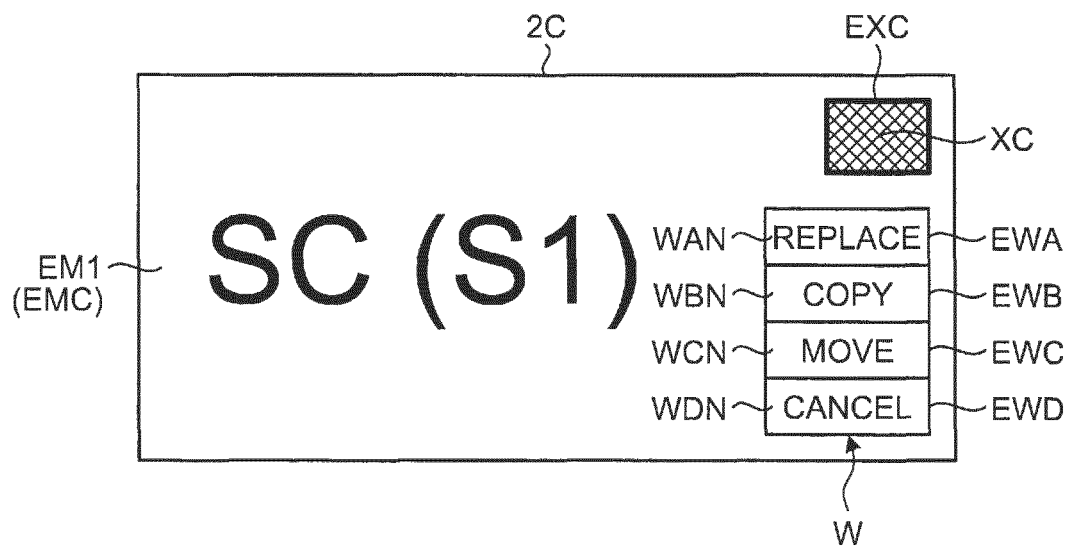 2C EXC
XC
WAN REPLACE EWA
EM1 SC (S1)
(EMC)
WBN COPY EWB
WCN MOVE EWC
WDN CANCEL EWD
W